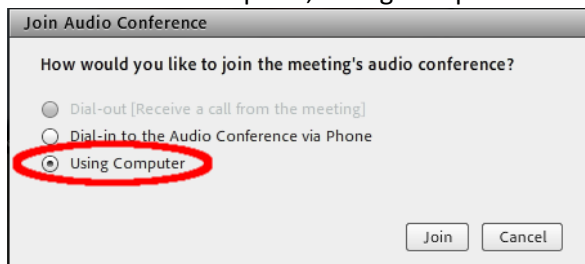 Join Audio Conference
How would you like to join the meeting's audio conference?
Dial-out [Receive a call from the meeting]
Dial-in to the Audio Conference via Phone
Using Computer
Join Cancel